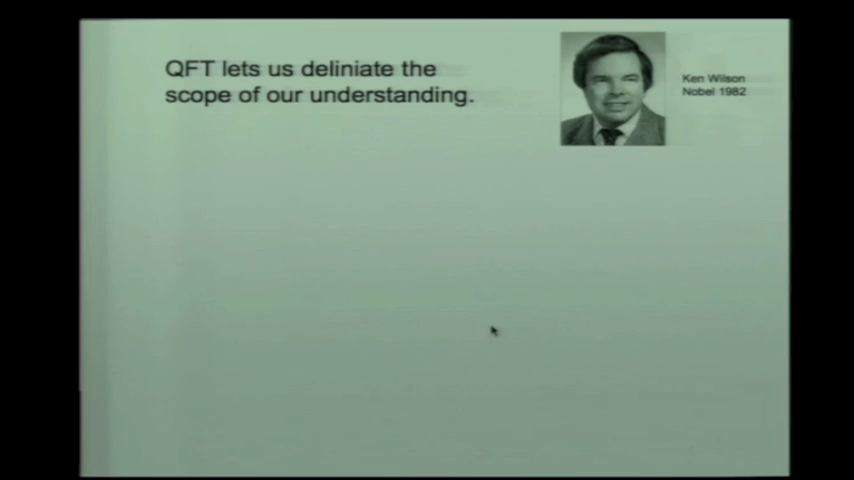 QFT lets us deliniate the
scope of our understanding.
Ken Wilson
Nobel 1982